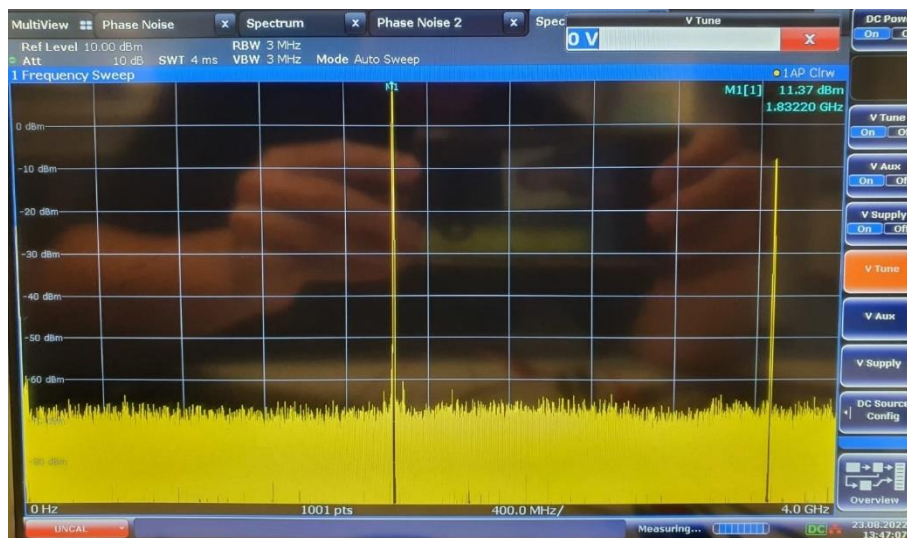 MultiView Phase Noise X Spectrum X Phase Noise 2 X Spec
V Tune
0 V X
Ref Level 10.00 dBm RBW 3 MHz
Att 10 dB SWT 4 ms VBW 3 MHz Mode Auto Sweep
1 Frequency Sweep 1AP Clrw
M1
M1[1] 11.37 dBm
1.83220 GHz
0 dBm
-10 dBm
-20 dBm
-30 dBm
-40 dBm
-50 dBm
-60 dBm
-80 dBm
0 Hz 1001 pts 400.0 MHz/ 4.0 GHz
UNCAL Measuring... DC 23.08.2022
13:47:07
DC Pow
On
V Tune
On
V Aux
On
V Supply
On Off
V Tune
V Aux
V Supply
DC Source
Config
Overview